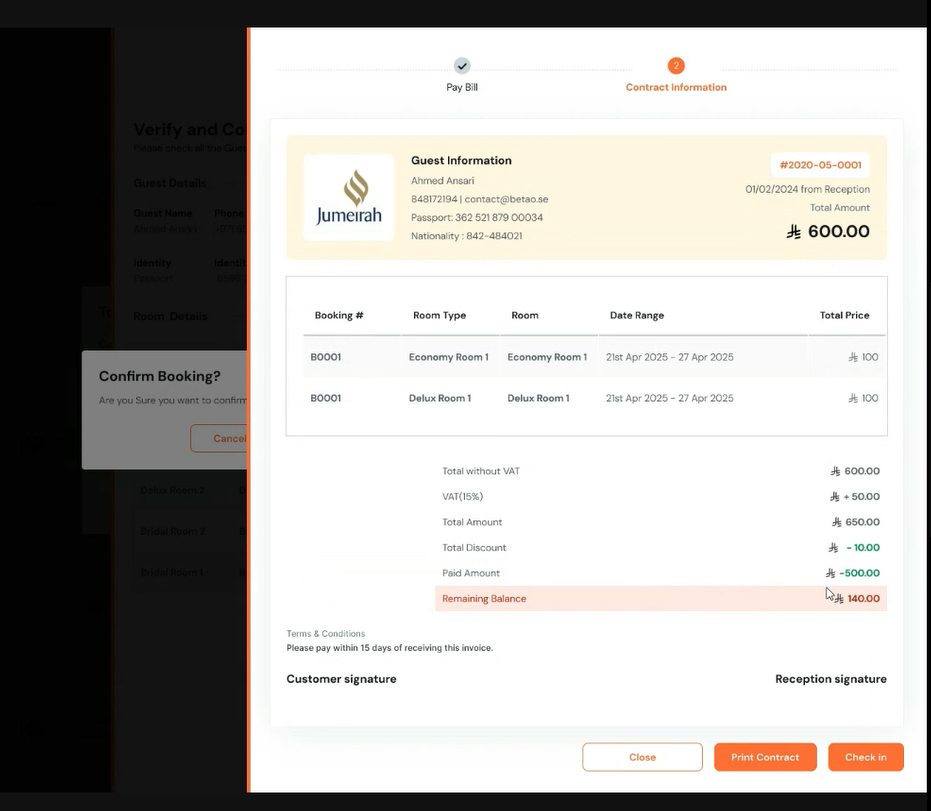 Pay Bill
2
Contract Information
Verify and Co
Please check all the Gues
Guest Details
Guest Name Phone
Ahmed Ansari
Identity Identit
Passport
Room Details
Confirm Booking?
Are you Sure you want to confirm
Cancel
Delux Room 2
Bridal Room 2
Bridal Room 1
Jumeirah
Guest Information
Ahmed Ansari
848172194 | contact@betao.se
Passport: 362 521 879 00034
Nationality : 842-484021
#2020-05-0001
01/02/2024 from Reception
Total Amount
600.00
Booking # Room Type Room Date Range Total Price
B0001 Economy Room 1 Economy Room 1 21st Apr 2025 - 27 Apr 2025 100
B0001 Delux Room 1 Delux Room 1 21st Apr 2025 - 27 Apr 2025 100
Total without VAT 600.00
VAT(15%) + 50.00
Total Amount 650.00
Total Discount - 10.00
Paid Amount -500.00
Remaining Balance 140.00
Terms & Conditions
Please pay within 15 days of receiving this invoice.
Customer signature Reception signature
Close Print Contract Check in